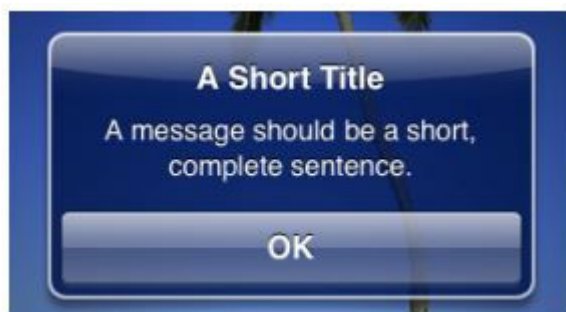 A Short Title
A message should be a short,
complete sentence.
OK